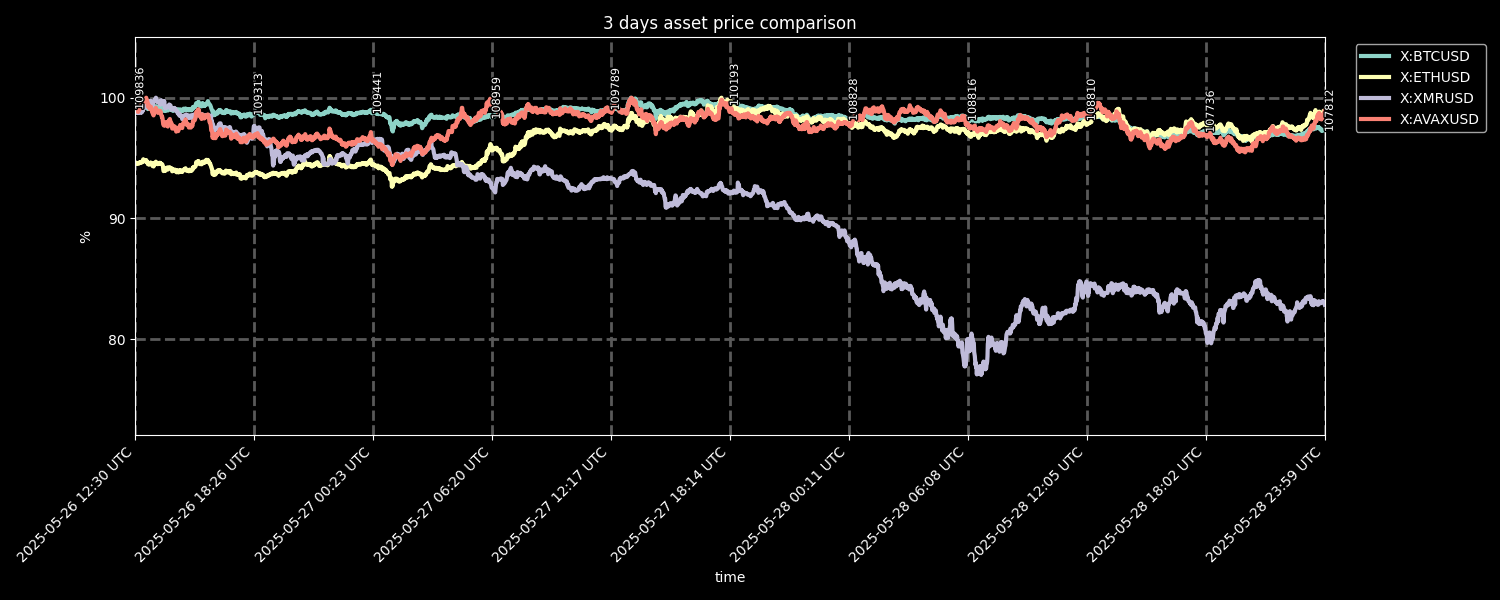 3 days asset price comparison
X:BTCUSD
X:ETHUSD
X:XMRUSD
X:AVAXUSD
109836
109313
109441
108959
109789
110193
108828
108816
108810
107736
107812
100
90
80
%
2025-05-26 12:30 UTC
2025-05-26 18:26 UTC
2025-05-27 00:23 UTC
2025-05-27 06:20 UTC
2025-05-27 12:17 UTC
2025-05-27 18:14 UTC
2025-05-28 00:11 UTC
2025-05-28 06:08 UTC
2025-05-28 12:05 UTC
2025-05-28 18:02 UTC
2025-05-28 23:59 UTC
time